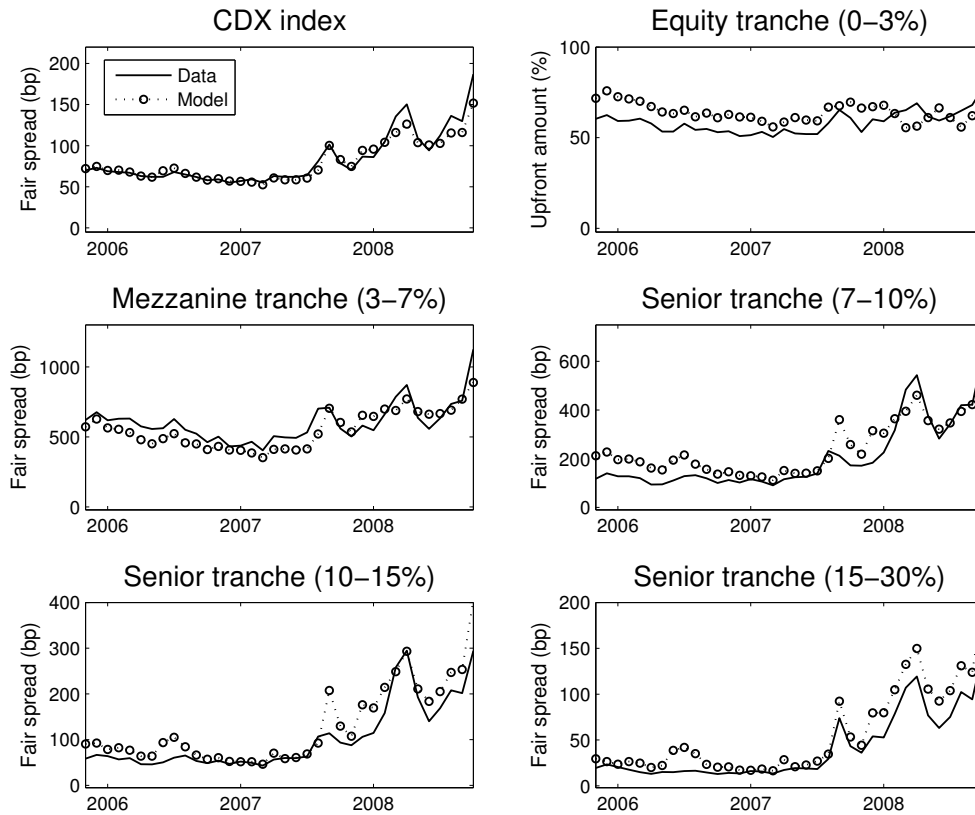 CDX index
Fair spread (bp)
200
150
100
50
0
Data
Model
2006 2007 2008
Equity tranche (0−3%)
Upfront amount (%)
100
50
0
2006 2007 2008
Mezzanine tranche (3−7%)
Fair spread (bp)
1000
500
0
2006 2007 2008
Senior tranche (7−10%)
Fair spread (bp)
600
400
200
0
2006 2007 2008
Senior tranche (10−15%)
Fair spread (bp)
400
300
200
100
0
2006 2007 2008
Senior tranche (15−30%)
Fair spread (bp)
200
150
100
50
0
2006 2007 2008